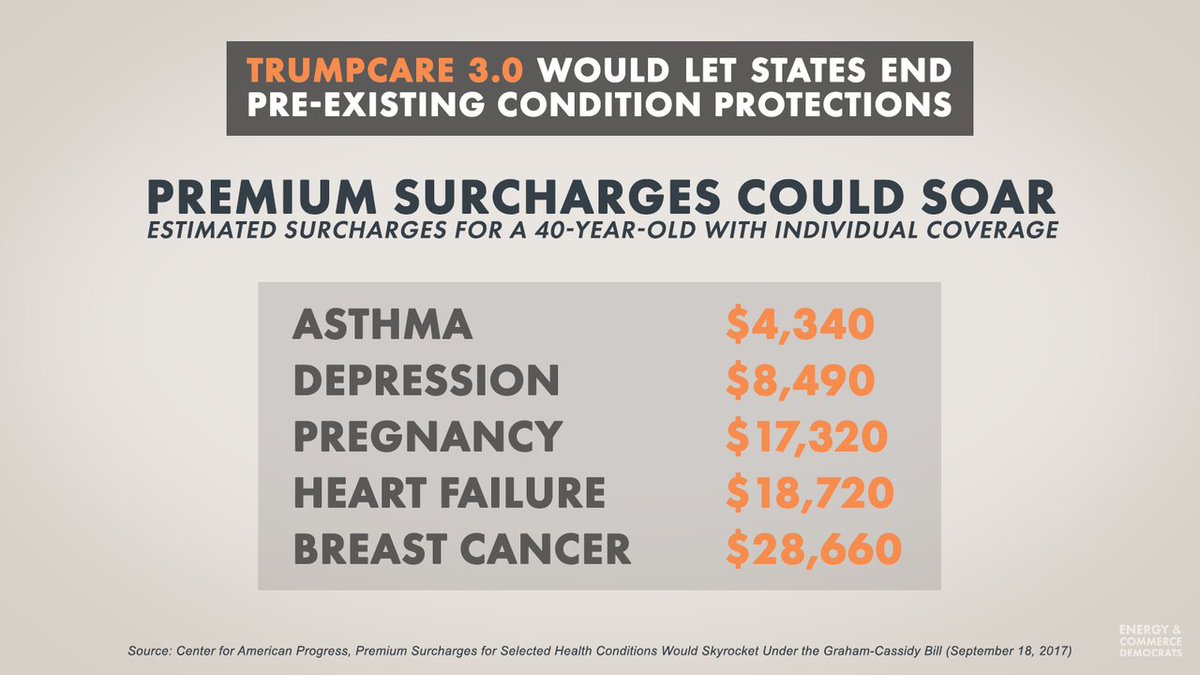 TRUMPCARE 3.0 WOULD LET STATES END
PRE-EXISTING CONDITION PROTECTIONS
PREMIUM SURCHARGES COULD SOAR
ESTIMATED SURCHARGES FOR A 40-YEAR-OLD WITH INDIVIDUAL COVERAGE
ASTHMA $4,340
DEPRESSION $8,490
PREGNANCY $17,320
HEART FAILURE $18,720
BREAST CANCER $28,660
ENERGY &
COMMERCE
DEMOCRATS
Source: Center for American Progress, Premium Surcharges for Selected Health Conditions Would Skyrocket Under the Graham-Cassidy Bill (September 18, 2017)